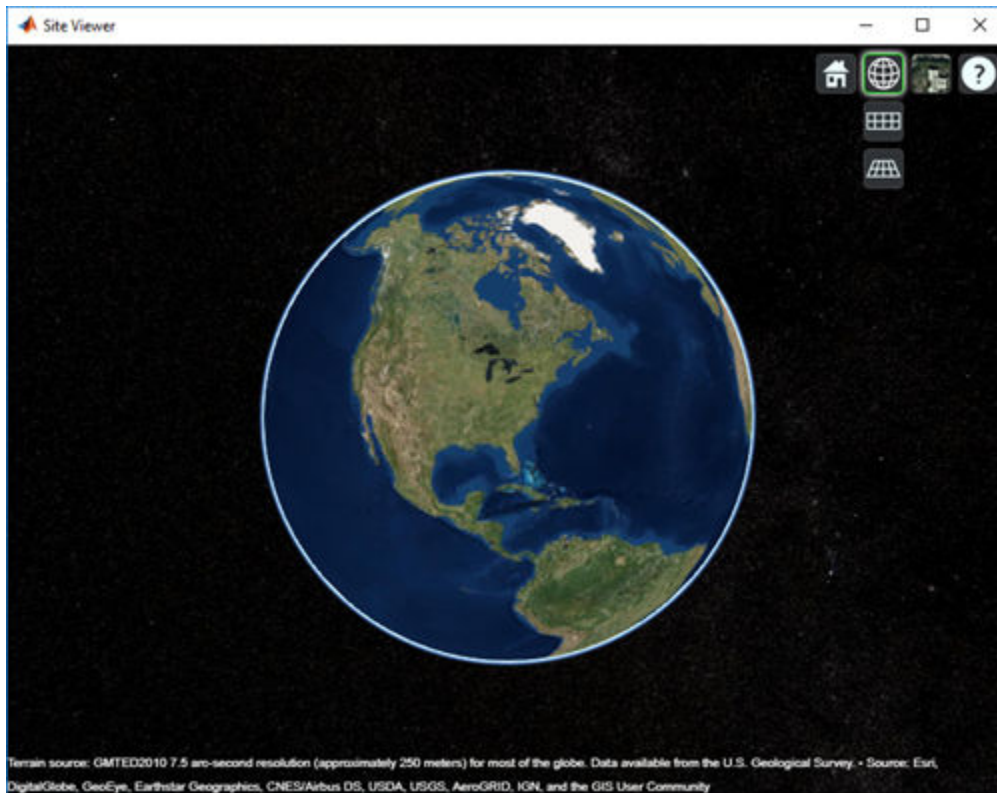 Site Viewer
?
Terrain source: GMTED2010 7.5 arc-second resolution (approximately 250 meters) for most of the globe. Data available from the U.S. Geological Survey. • Source: Esri,
DigitalGlobe, GeoEye, Earthstar Geographics, CNES/Airbus DS, USDA, USGS, AeroGRID, IGN, and the GIS User Community